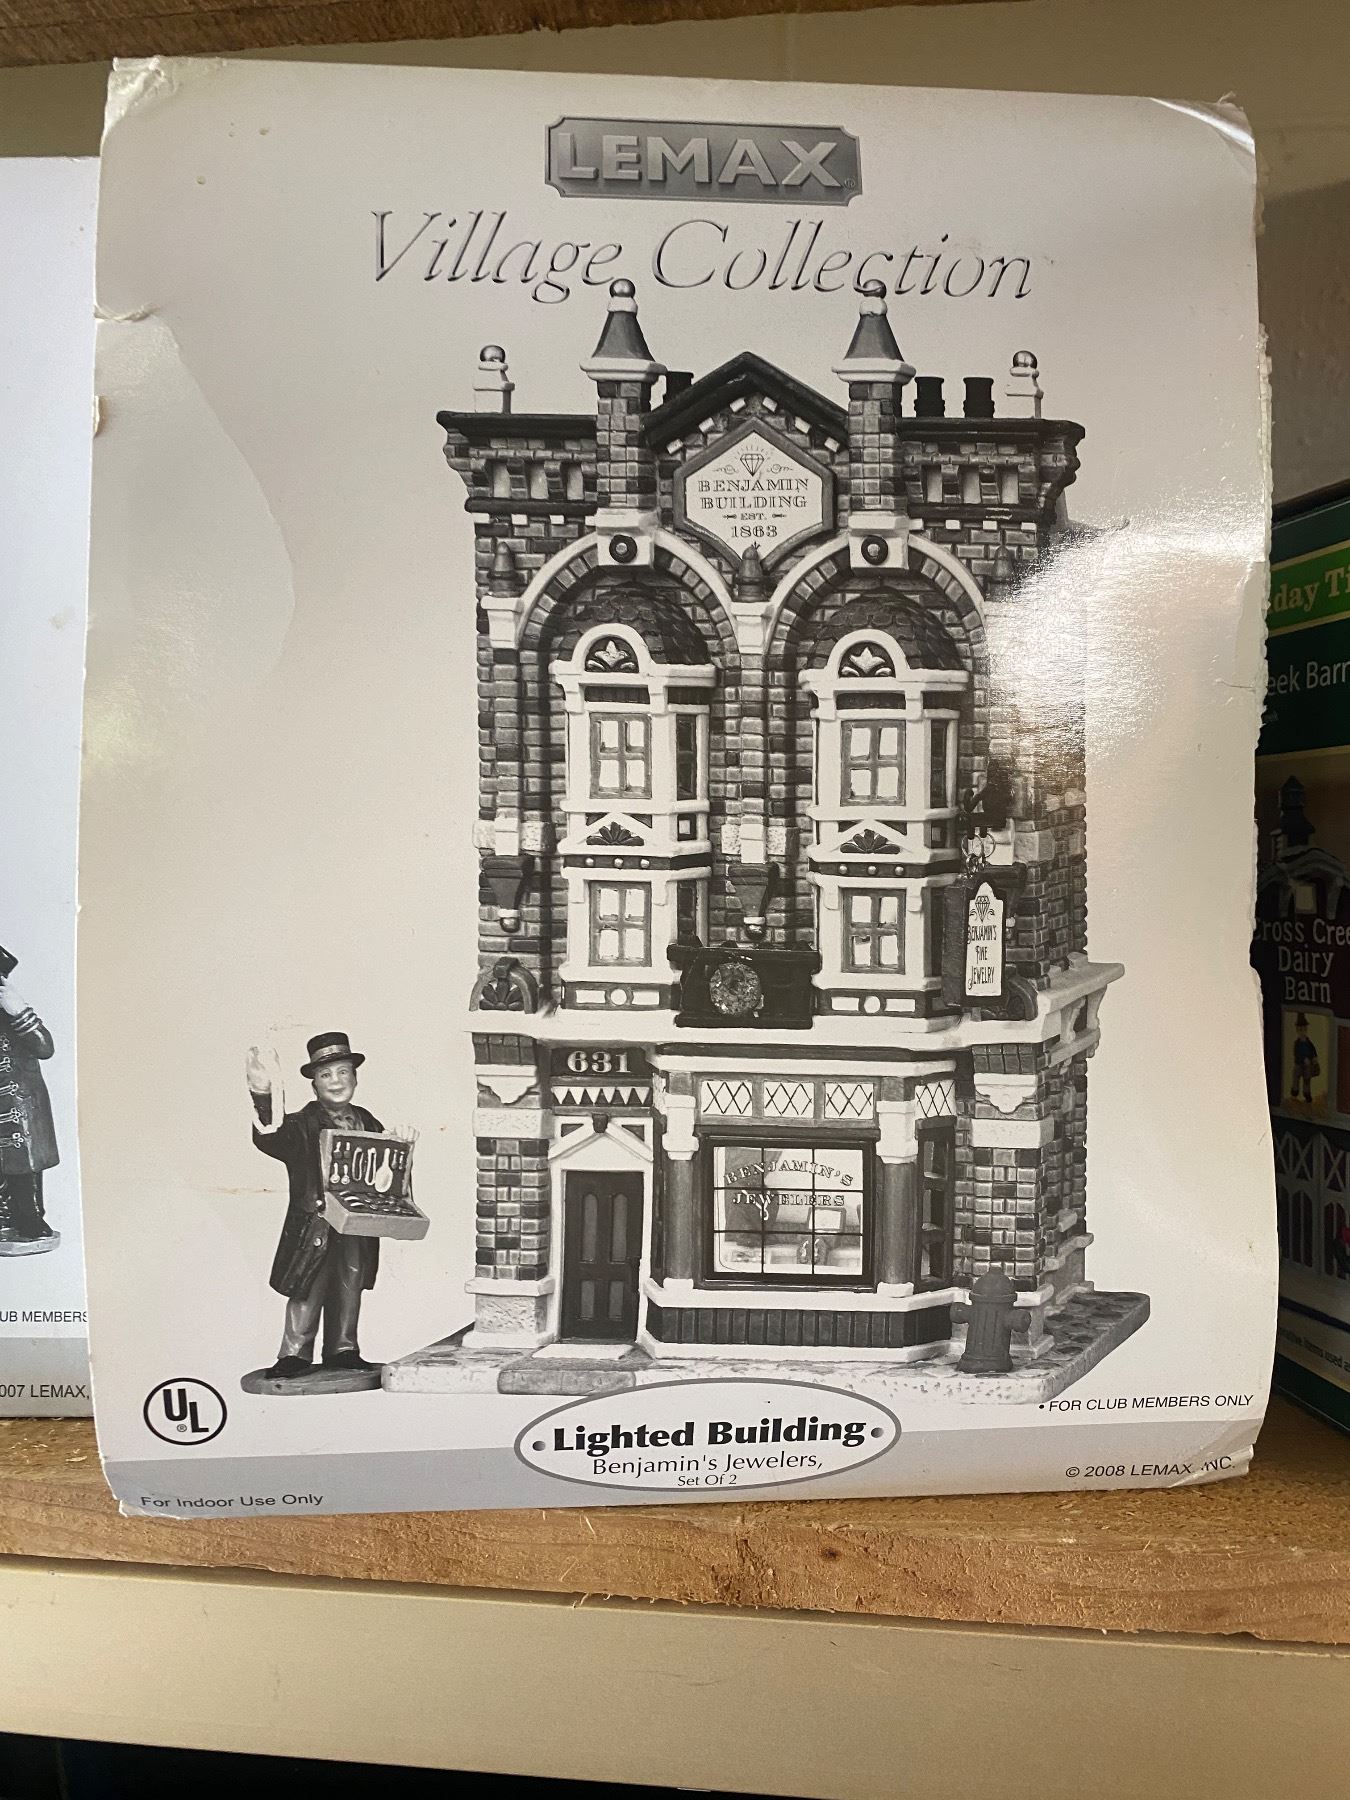 LEMAX
Village Collection
BENJAMIN
BUILDING
EST.
1863
BENJAMIN'S
FINE
JEWELRY
631
BENJAMIN'S
JEWELERS
UL
®
• FOR CLUB MEMBERS ONLY
• Lighted Building •
Benjamin's Jewelers,
Set Of 2
© 2008 LEMAX INC.
For Indoor Use Only
UB MEMBERS
007 LEMAX,
day Ti
eek Barn
Cross Cree
Dairy
Barn